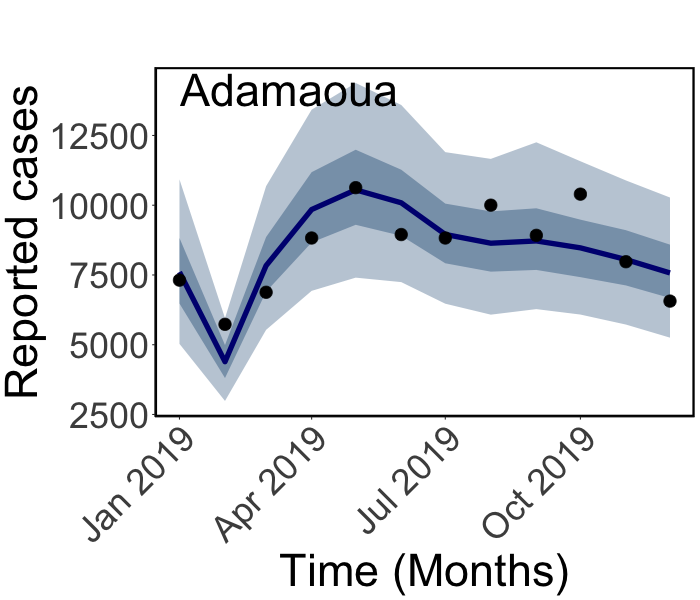 Adamaoua
Reported cases
12500
10000
7500
5000
2500
Jan 2019
Apr 2019
Jul 2019
Oct 2019
Time (Months)